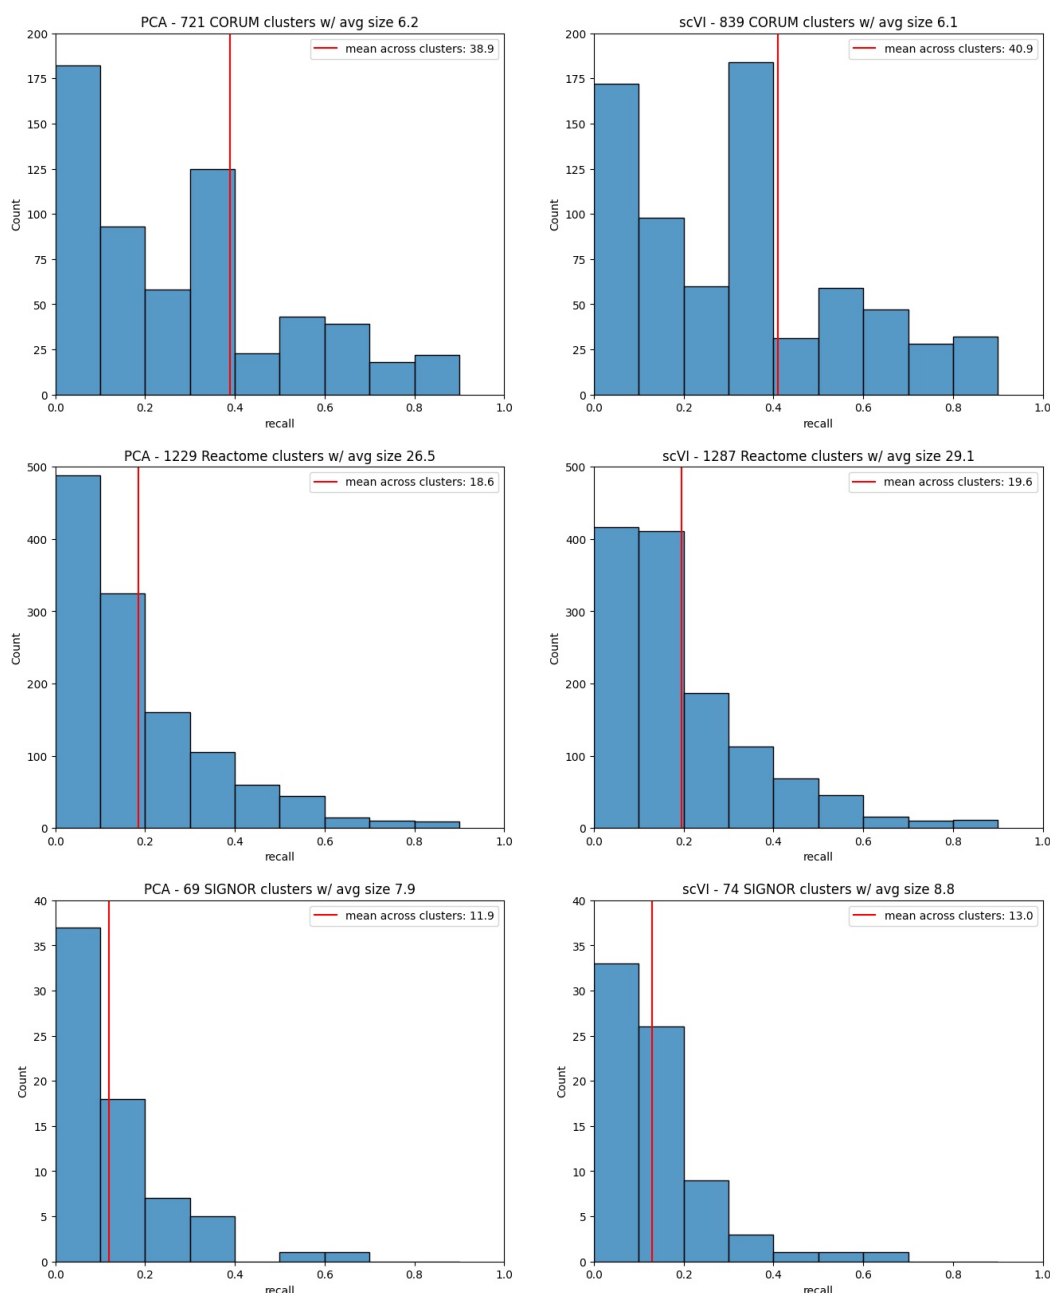 PCA - 721 CORUM clusters w/ avg size 6.2
mean across clusters: 38.9
200
175
150
125
100
75
50
25
0
Count
0.0 0.2 0.4 0.6 0.8 1.0
recall
scVI - 839 CORUM clusters w/ avg size 6.1
mean across clusters: 40.9
200
175
150
125
100
75
50
25
0
Count
0.0 0.2 0.4 0.6 0.8 1.0
recall
PCA - 1229 Reactome clusters w/ avg size 26.5
mean across clusters: 18.6
500
400
300
200
100
0
Count
0.0 0.2 0.4 0.6 0.8 1.0
recall
scVI - 1287 Reactome clusters w/ avg size 29.1
mean across clusters: 19.6
500
400
300
200
100
0
Count
0.0 0.2 0.4 0.6 0.8 1.0
recall
PCA - 69 SIGNOR clusters w/ avg size 7.9
mean across clusters: 11.9
40
35
30
25
20
15
10
5
0
Count
0.0 0.2 0.4 0.6 0.8 1.0
recall
scVI - 74 SIGNOR clusters w/ avg size 8.8
mean across clusters: 13.0
40
35
30
25
20
15
10
5
0
Count
0.0 0.2 0.4 0.6 0.8 1.0
recall